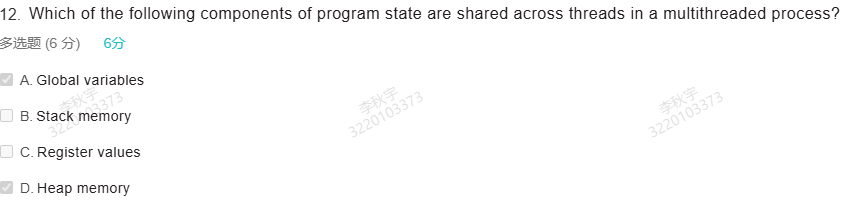 12. Which of the following components of program state are shared across threads in a multithreaded process?
多选题 (6 分) 6分
A. Global variables
李秋宇 李秋宇 李秋宇
3220103373 3220103373 3220103373
B. Stack memory
C. Register values
D. Heap memory